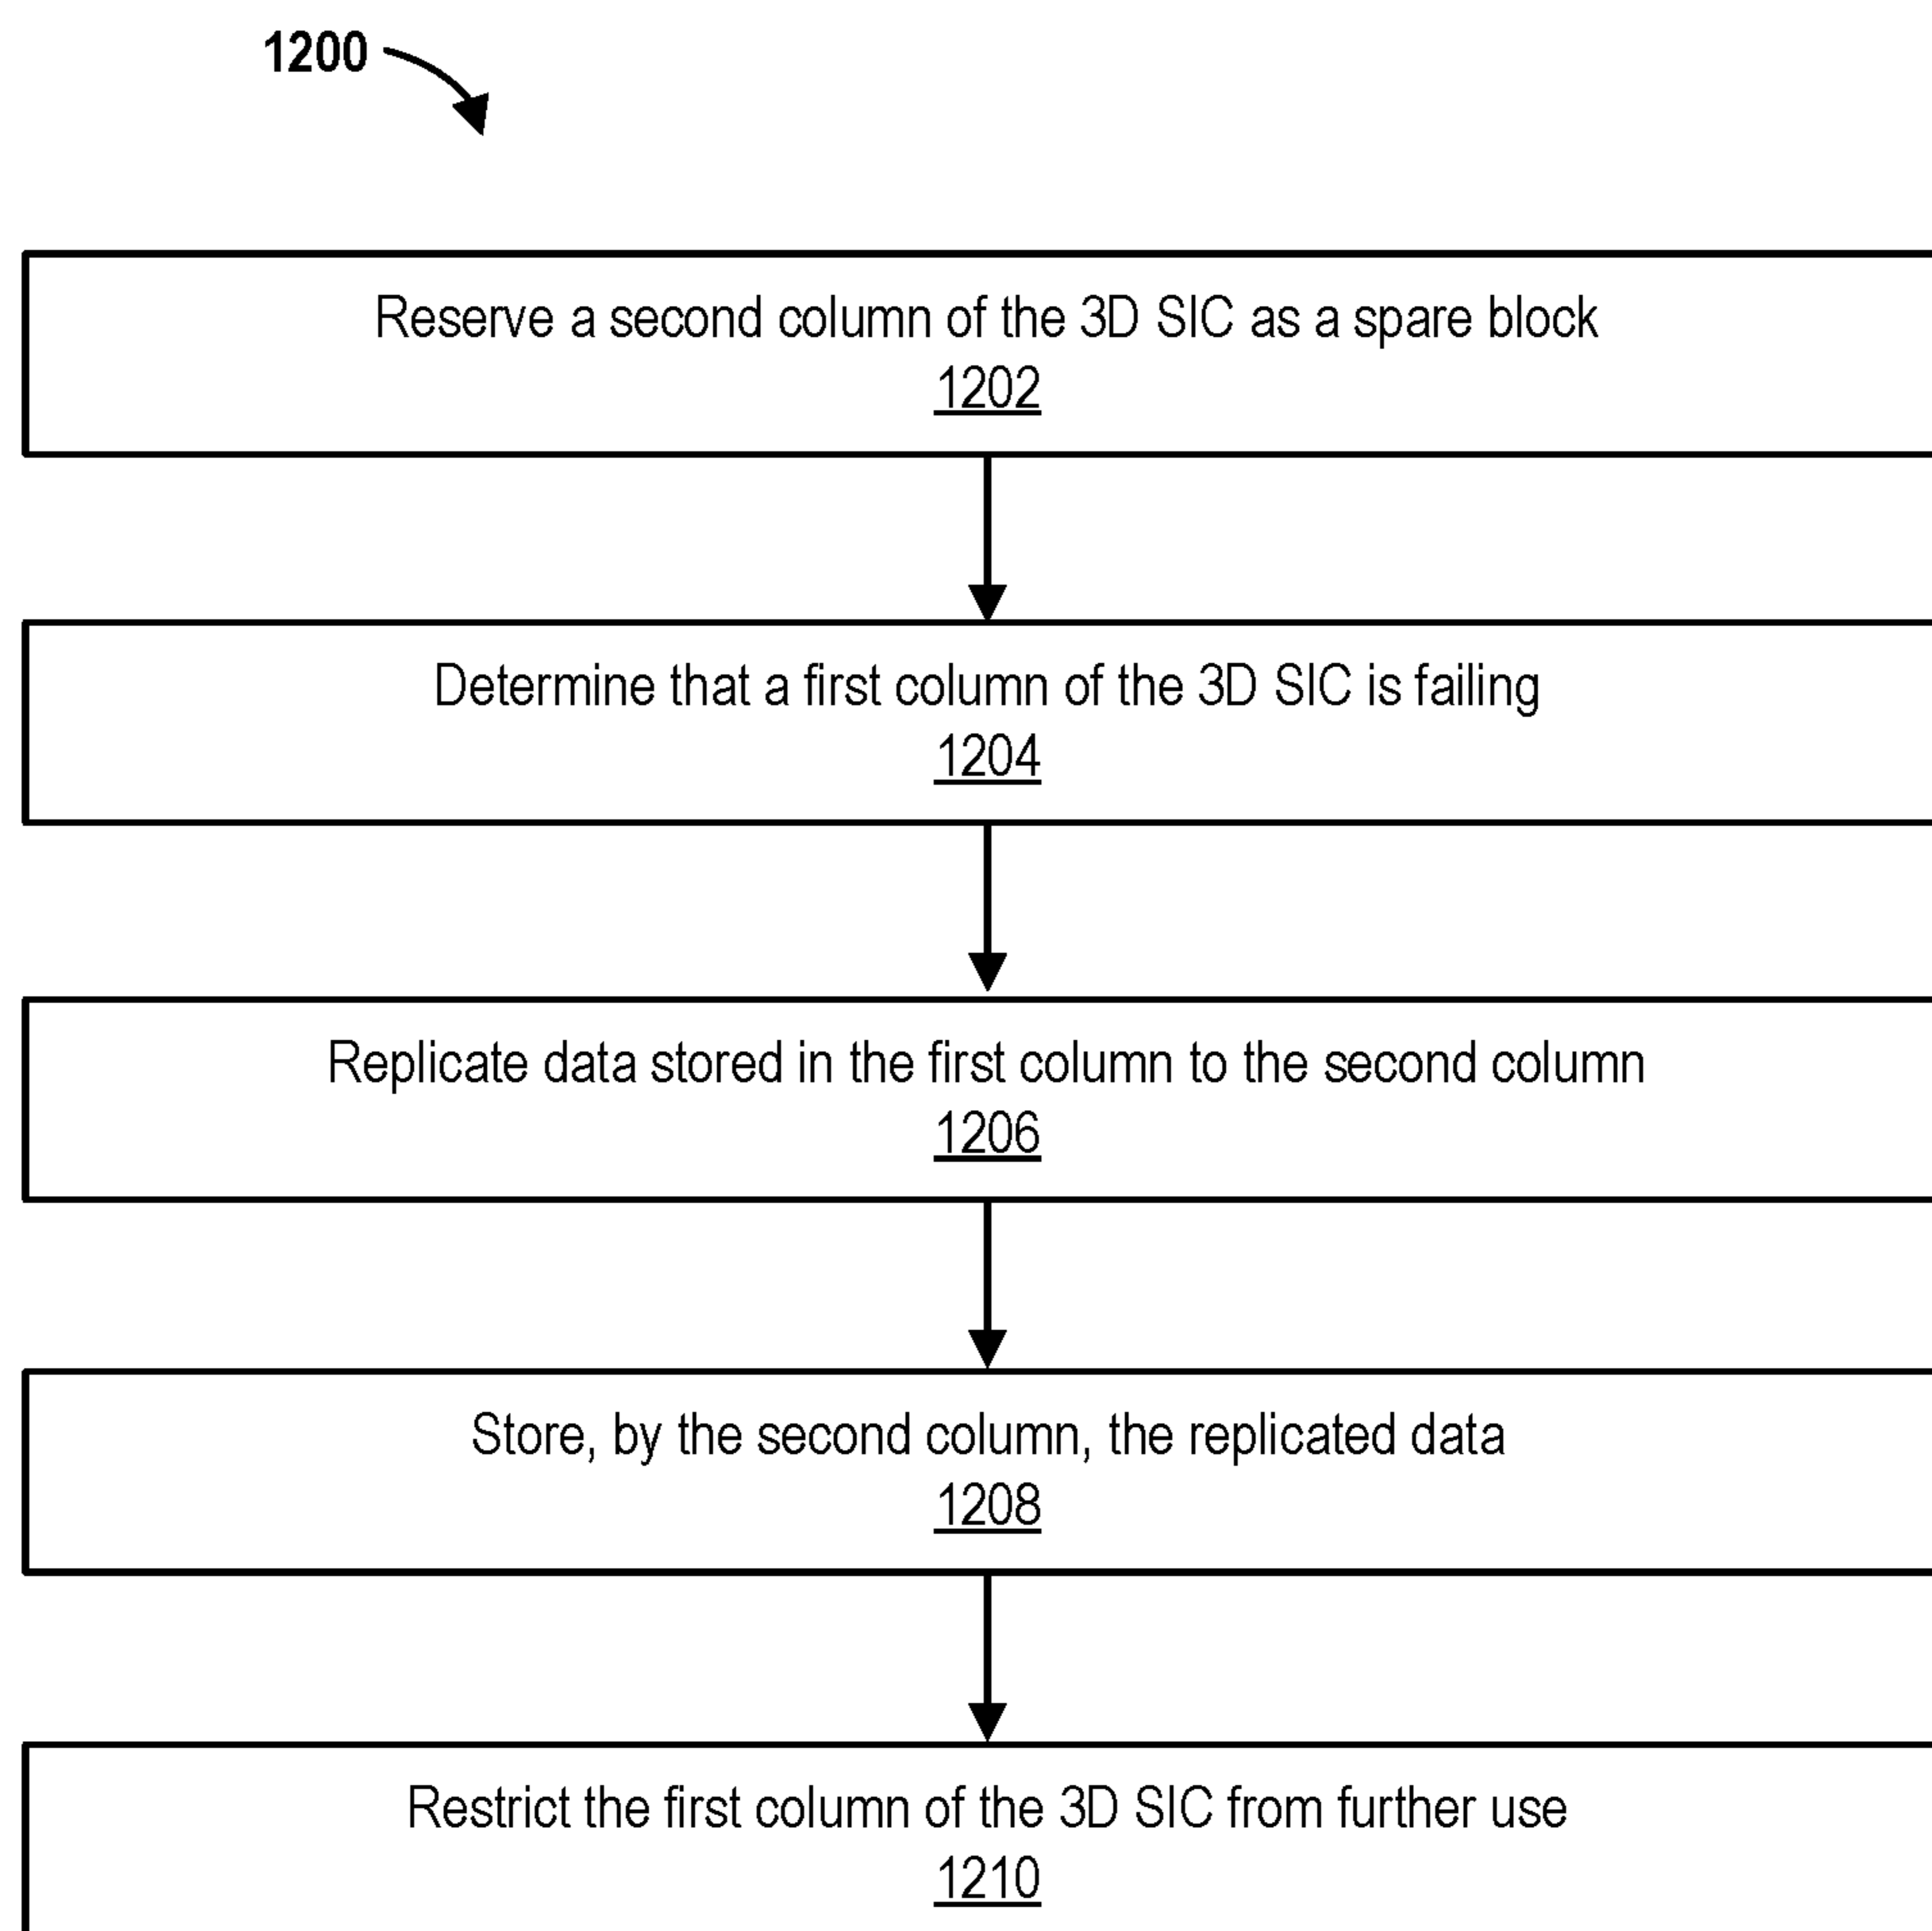 1200
Reserve a second column of the 3D SIC as a spare block
1202
Determine that a first column of the 3D SIC is failing
1204
Replicate data stored in the first column to the second column
1206
Store, by the second column, the replicated data
1208
Restrict the first column of the 3D SIC from further use
1210